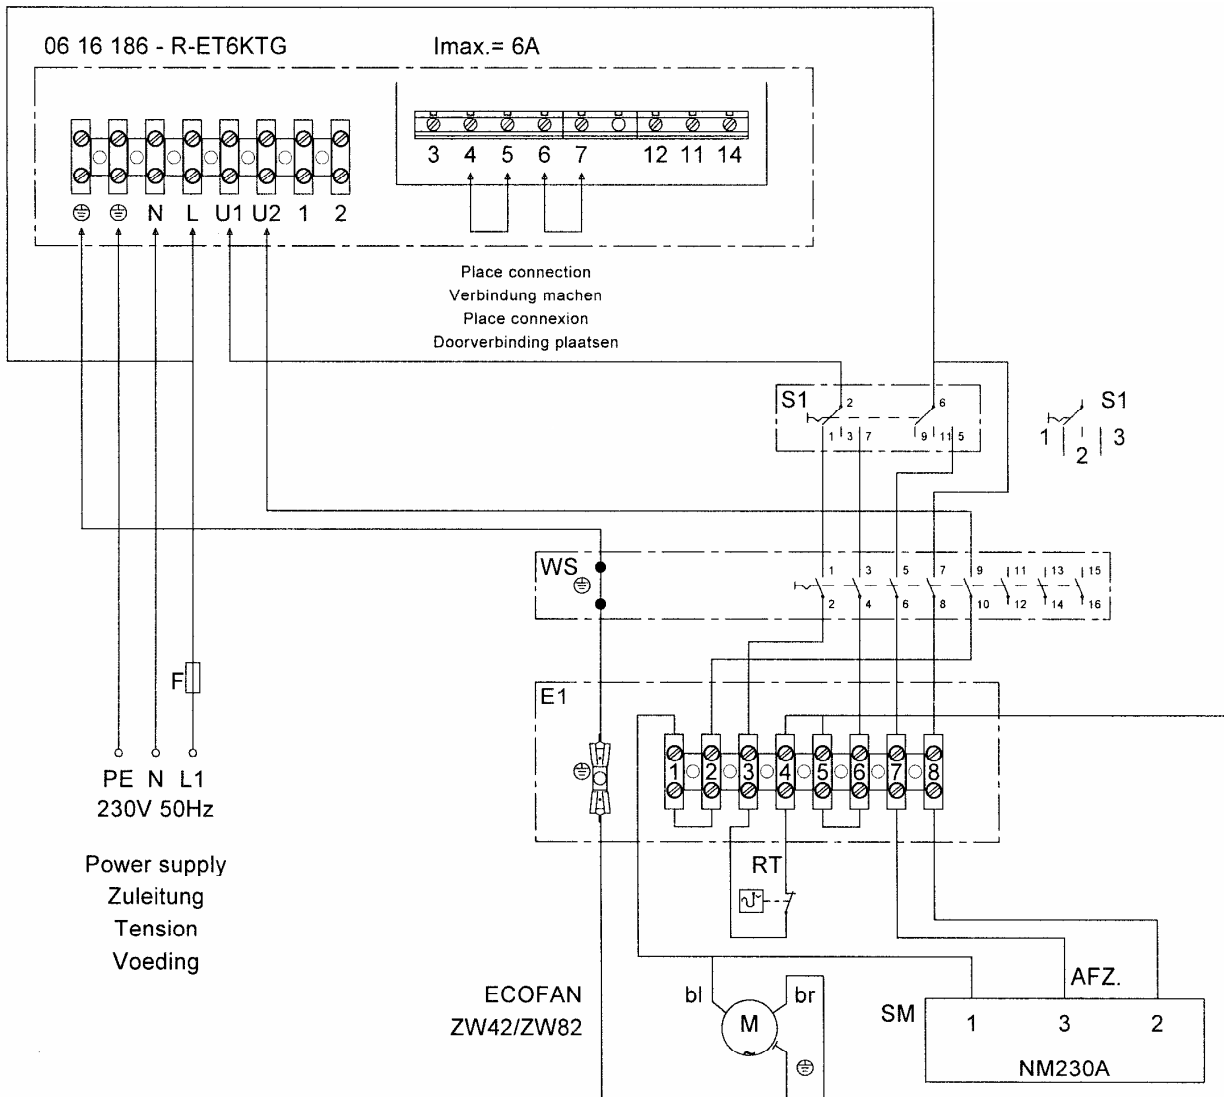 06 16 186 - R-ET6KTG
Imax.= 6A
3 4 5 6 7 12 11 14
N L U1 U2 1 2
Place connection
Verbindung machen
Place connexion
Doorverbinding plaatsen
S1
2 6
1 3 7 9 11 5
S1
1 2 3
WS
1 3 5 7 9 11 13 15
2 4 6 8 10 12 14 16
F
E1
1 2 3 4 5 6 7 8
PE N L1
230V 50Hz
Power supply
Zuleitung
Tension
Voeding
RT
ECOFAN
ZW42/ZW82
bl
br
M
AFZ.
SM
1 3 2
NM230A